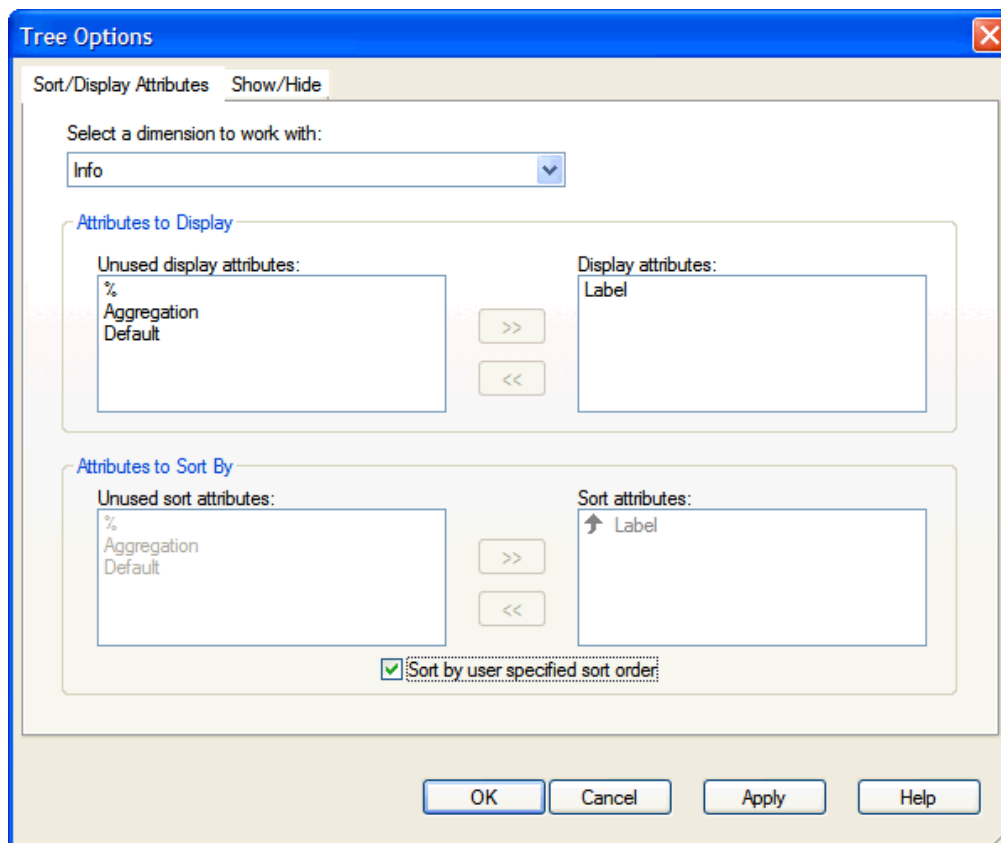 Tree Options
Sort/Display Attributes Show/Hide
Select a dimension to work with:
Info
Attributes to Display
Unused display attributes: Display attributes:
% Label
Aggregation
Default
>>
<<
Attributes to Sort By
Unused sort attributes: Sort attributes:
% Label
Aggregation
Default
>>
<<
Sort by user specified sort order
OK Cancel Apply Help